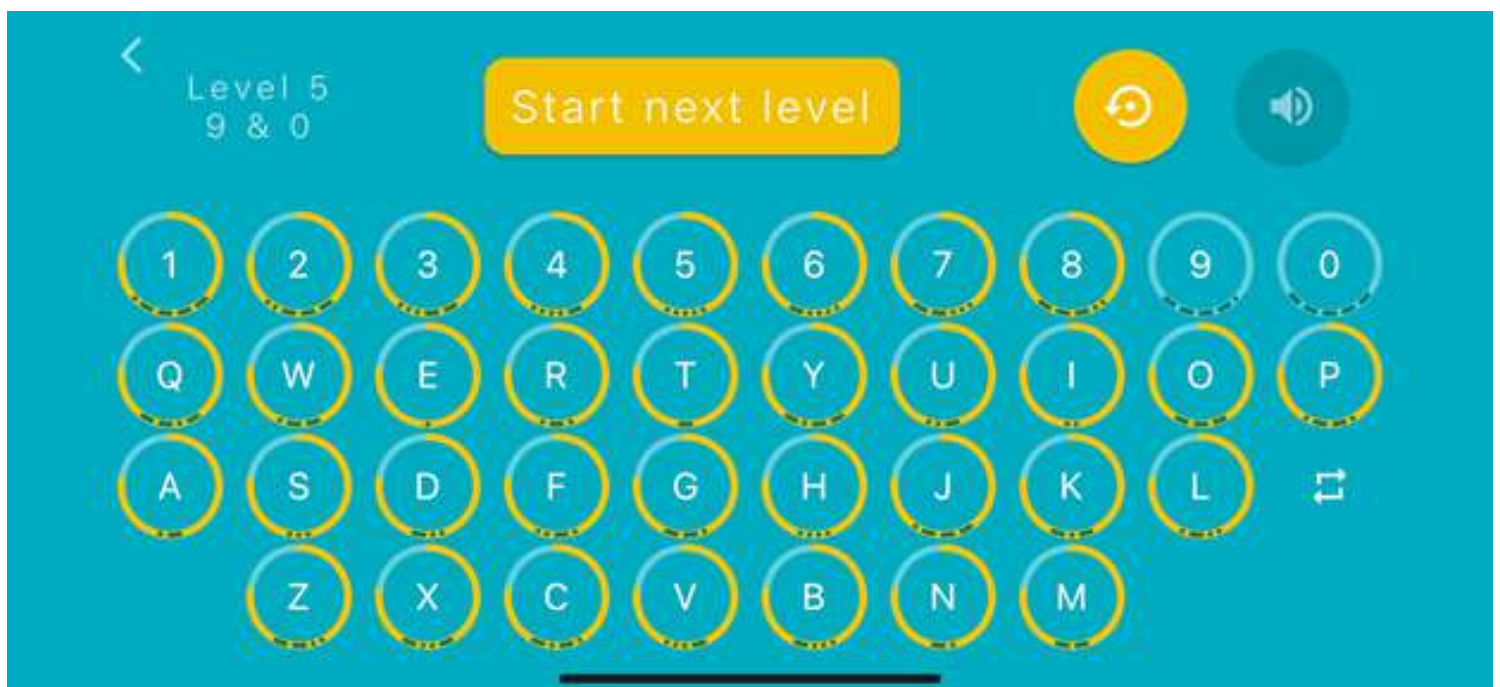 Level 5
9 & 0
Start next level
1 2 3 4 5 6 7 8 9 0
Q W E R T Y U I O P
A S D F G H J K L
Z X C V B N M